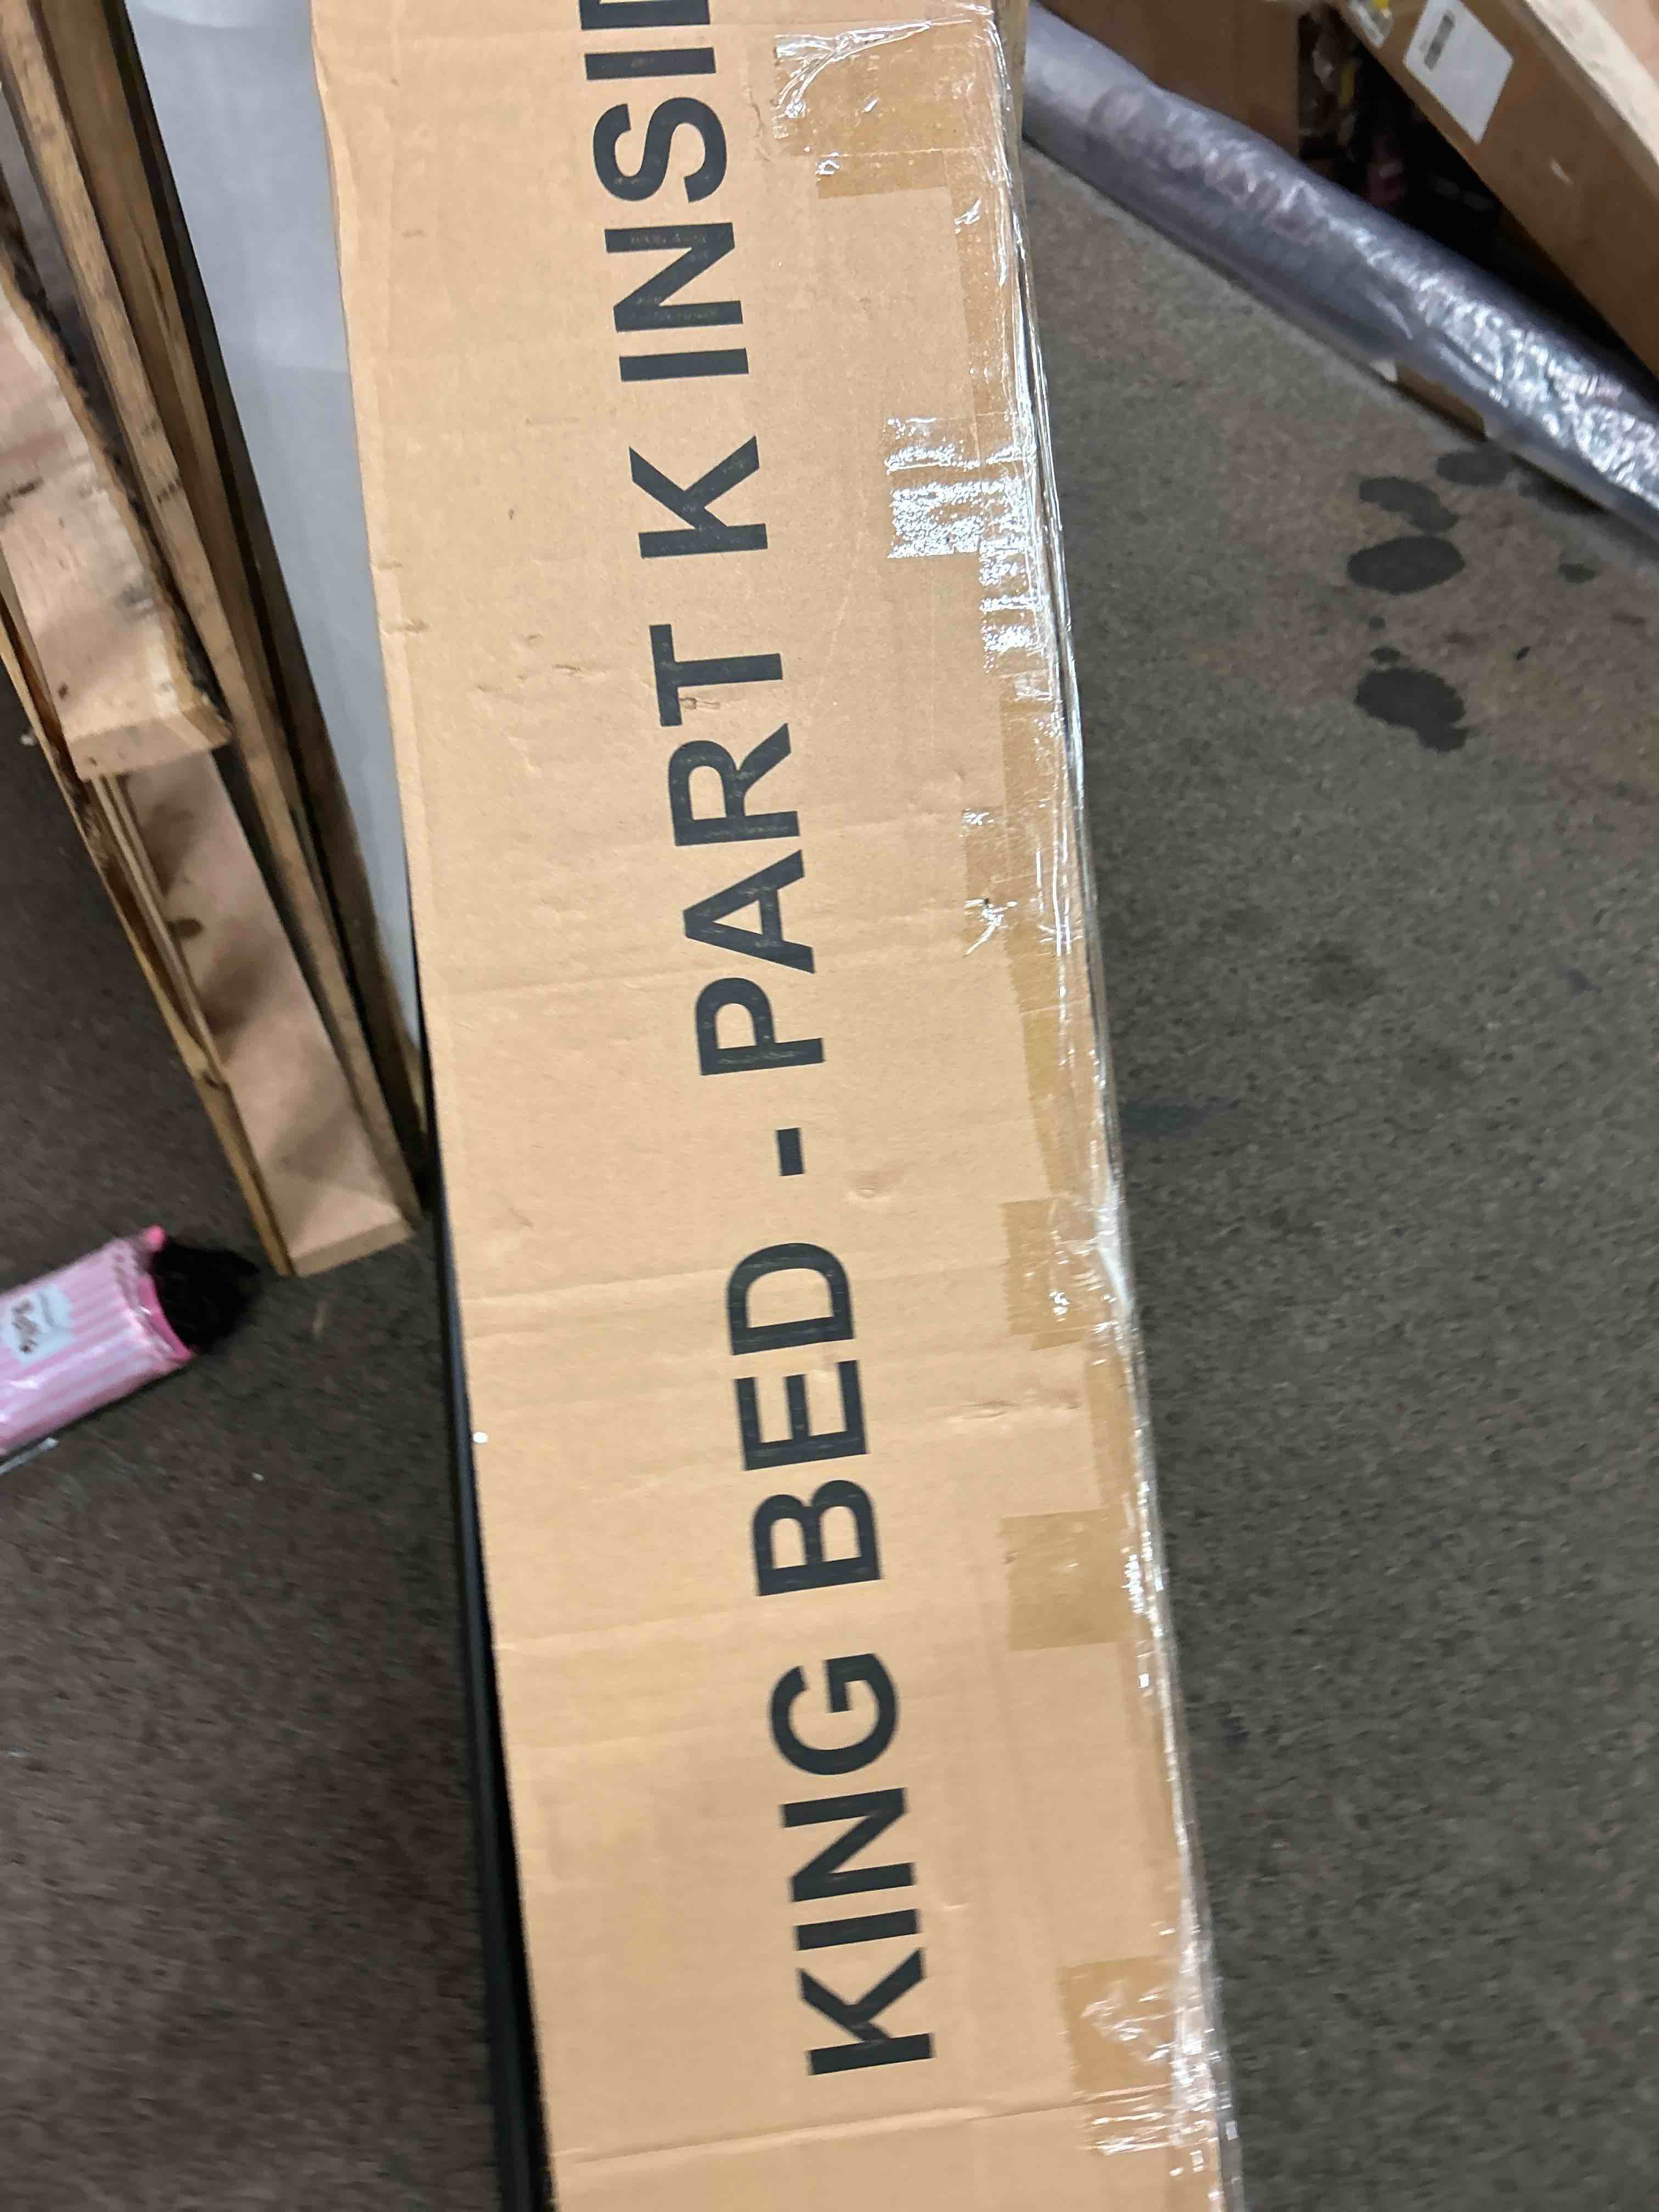 KING BED - PART K INSI